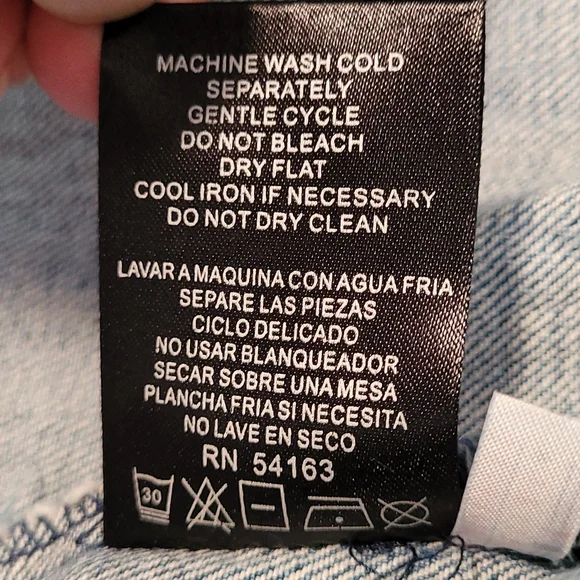 MACHINE WASH COLD
SEPARATELY
GENTLE CYCLE
DO NOT BLEACH
DRY FLAT
COOL IRON IF NECESSARY
DO NOT DRY CLEAN
LAVAR A MAQUINA CON AGUA FRIA
SEPARE LAS PIEZAS
CICLO DELICADO
NO USAR BLANQUEADOR
SECAR SOBRE UNA MESA
PLANCHA FRIA SI NECESITA
NO LAVE EN SECO
RN 54163
30